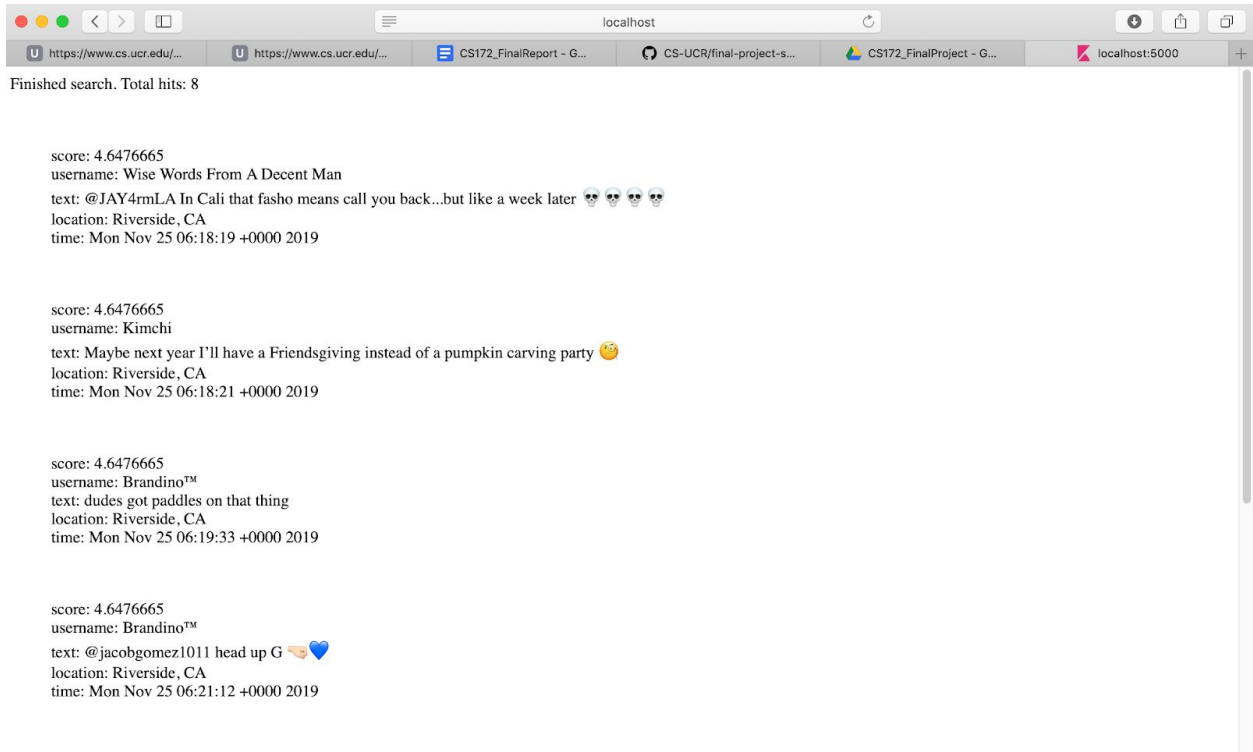 localhost
U https://www.cs.ucr.edu/...
U https://www.cs.ucr.edu/...
CS172_FinalReport - G...
CS-UCR/final-project-s...
CS172_FinalProject - G...
localhost:5000
Finished search. Total hits: 8
score: 4.6476665
username: Wise Words From A Decent Man
text: @JAY4rmLA In Cali that fasho means call you back...but like a week later 💀 💀 💀 💀
location: Riverside, CA
time: Mon Nov 25 06:18:19 +0000 2019
score: 4.6476665
username: Kimchi
text: Maybe next year I’ll have a Friendsgiving instead of a pumpkin carving party 🧐
location: Riverside, CA
time: Mon Nov 25 06:18:21 +0000 2019
score: 4.6476665
username: Brandino™
text: dudes got paddles on that thing
location: Riverside, CA
time: Mon Nov 25 06:19:33 +0000 2019
score: 4.6476665
username: Brandino™
text: @jacobgomez1011 head up G 🤜🏻💙
location: Riverside, CA
time: Mon Nov 25 06:21:12 +0000 2019